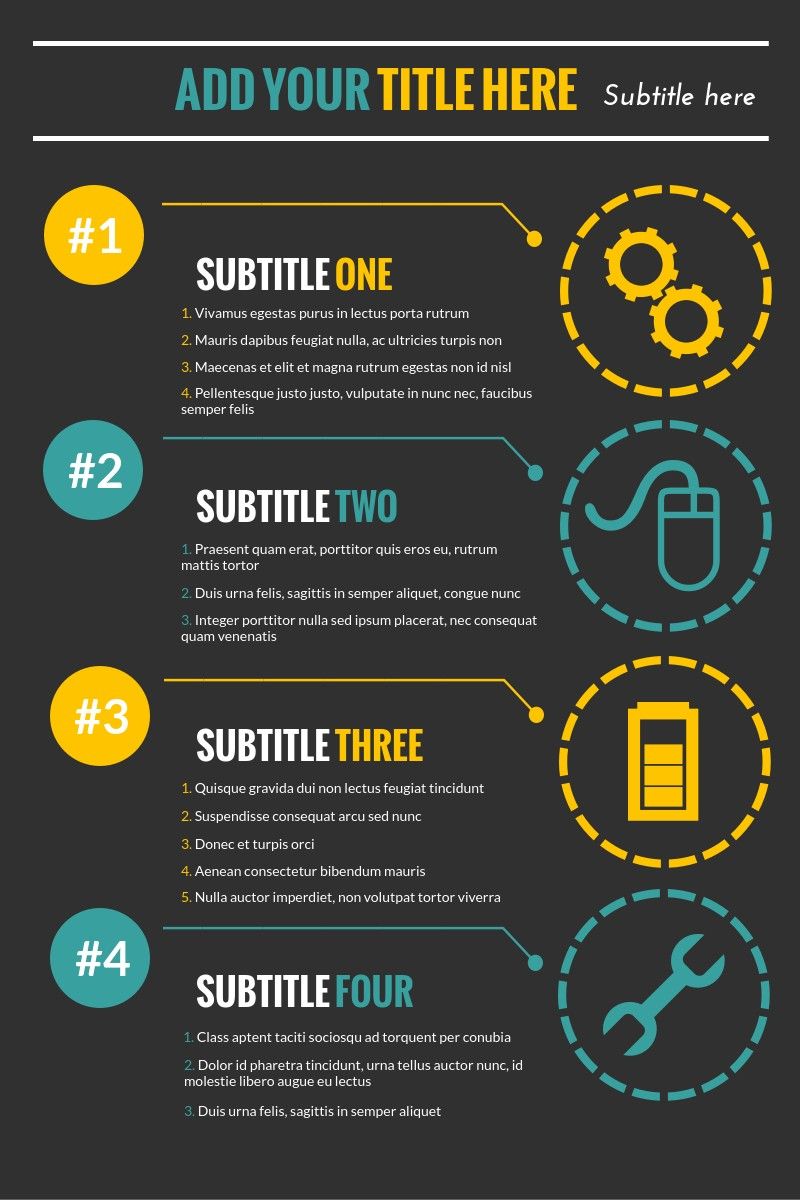 ADD YOUR TITLE HERE Subtitle here
#1
SUBTITLE ONE
1. Vivamus egestas purus in lectus porta rutrum
2. Mauris dapibus feugiat nulla, ac ultricies turpis non
3. Maecenas et elit et magna rutrum egestas non id nisl
4. Pellentesque justo justo, vulputate in nunc nec, faucibus
semper felis
#2
SUBTITLE TWO
1. Praesent quam erat, porttitor quis eros eu, rutrum
mattis tortor
2. Duis urna felis, sagittis in semper aliquet, congue nunc
3. Integer porttitor nulla sed ipsum placerat, nec consequat
quam venenatis
#3
SUBTITLE THREE
1. Quisque gravida dui non lectus feugiat tincidunt
2. Suspendisse consequat arcu sed nunc
3. Donec et turpis orci
4. Aenean consectetur bibendum mauris
5. Nulla auctor imperdiet, non volutpat tortor viverra
#4
SUBTITLE FOUR
1. Class aptent taciti sociosqu ad torquent per conubia
2. Dolor id pharetra tincidunt, urna tellus auctor nunc, id
molestie libero augue eu lectus
3. Duis urna felis, sagittis in semper aliquet